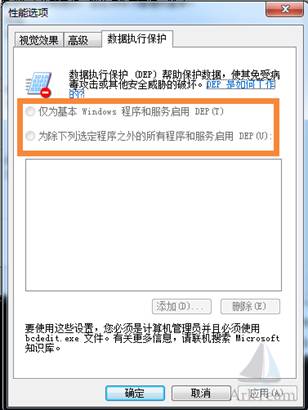 性能选项
视觉效果 高级 数据执行保护
数据执行保护 (DEP) 帮助保护数据，使其免受病
毒攻击或其他安全威胁的破坏。DEP 是如何工作
的?
仅为基本 Windows 程序和服务启用 DEP(T)
为除下列选定程序之外的所有程序和服务启用 DEP(U):
添加(D)... 删除(E)
要使用这些设置，您必须是计算机管理员并且必须使用
bcdedit.exe 文件。有关更多信息，请联机搜索 Microsoft
知识库。
确定 取消 应用(A)